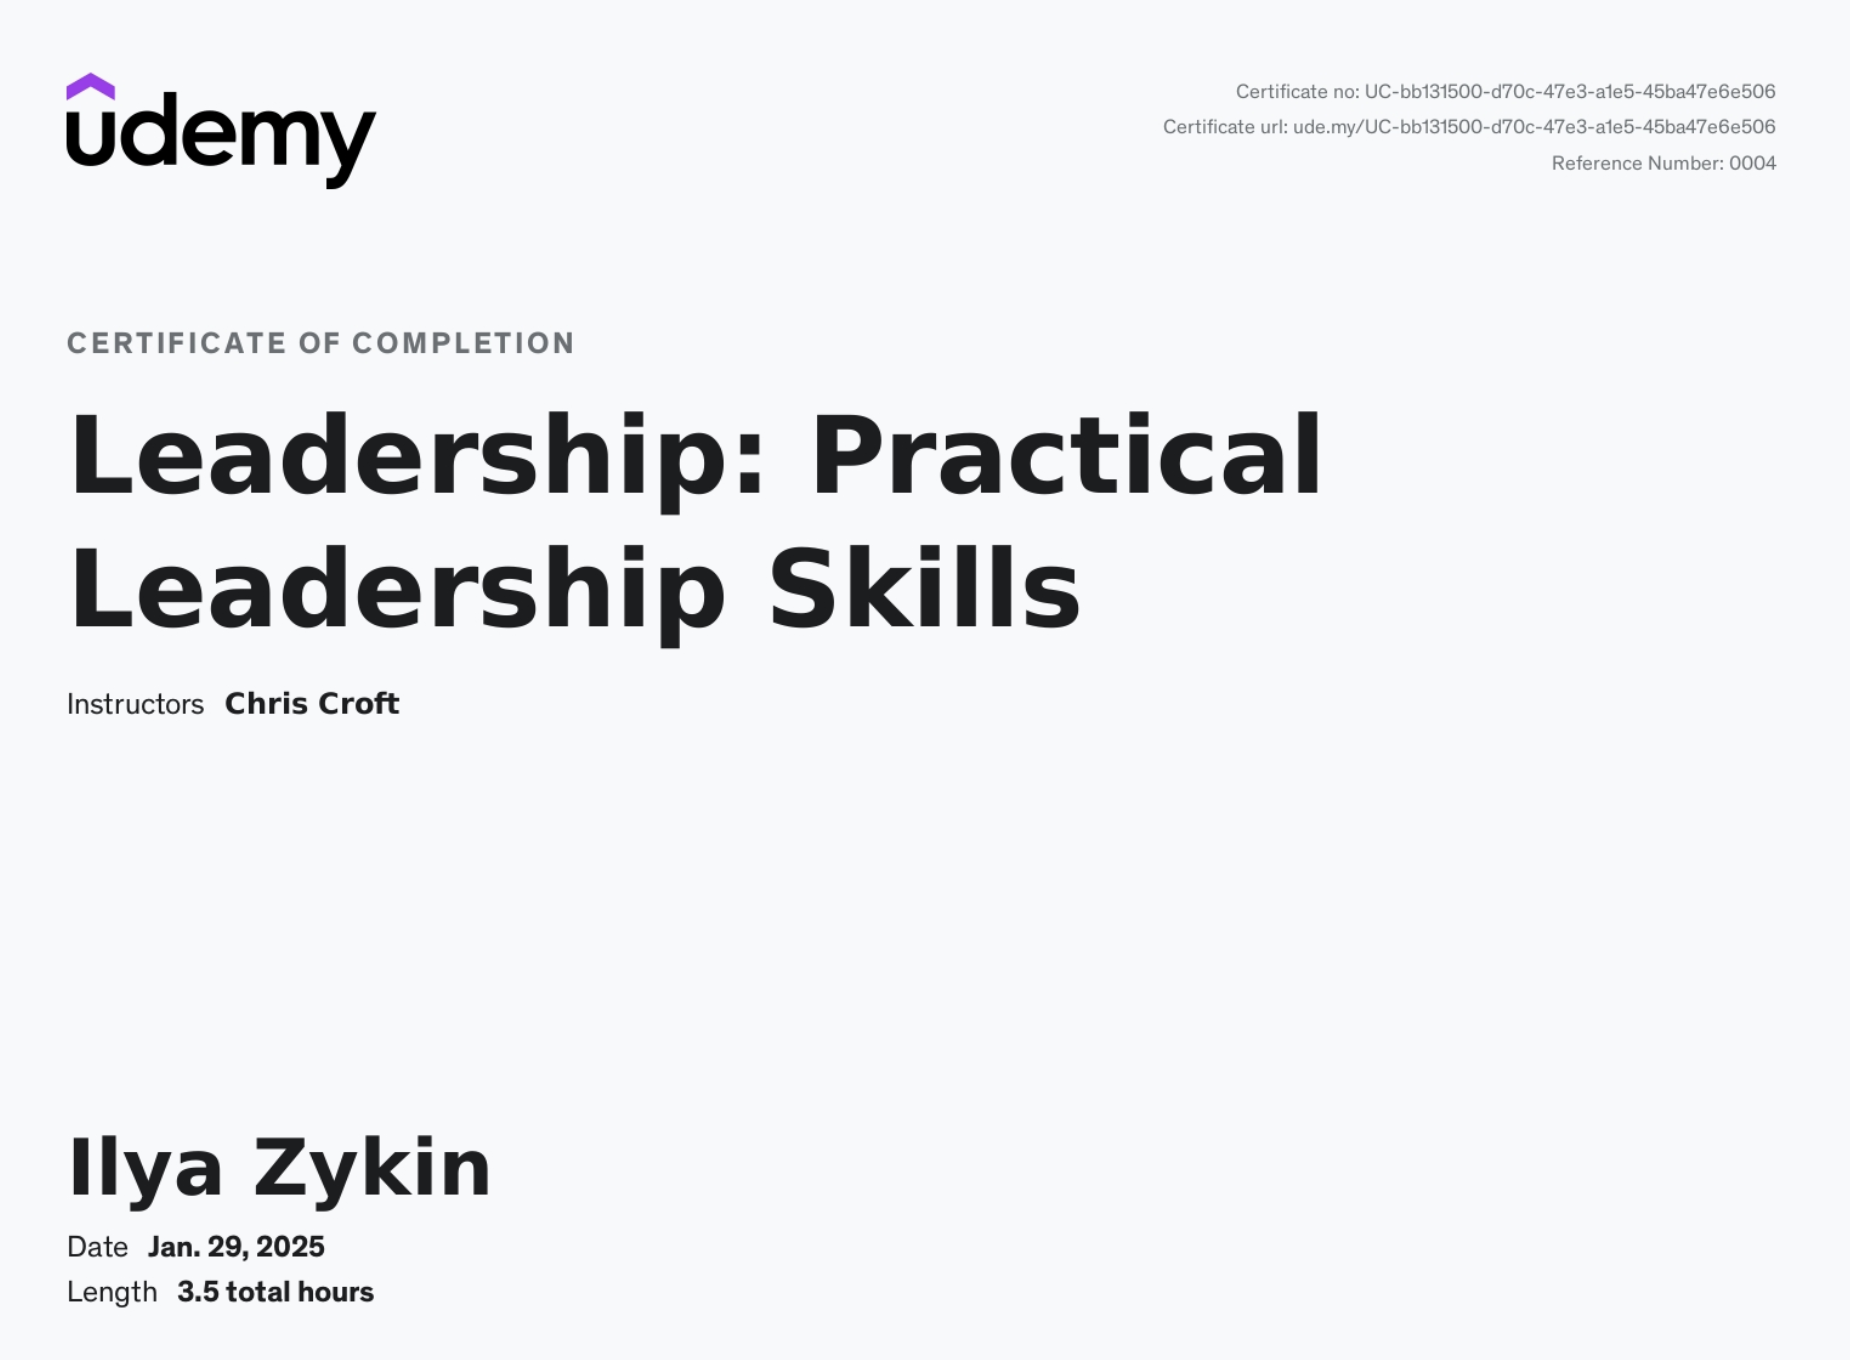 udemy
Certificate no: UC-bb131500-d70c-47e3-a1e5-45ba47e6e506
Certificate url: ude.my/UC-bb131500-d70c-47e3-a1e5-45ba47e6e506
Reference Number: 0004
CERTIFICATE OF COMPLETION
Leadership: Practical
Leadership Skills
Instructors Chris Croft
Ilya Zykin
Date Jan. 29, 2025
Length 3.5 total hours